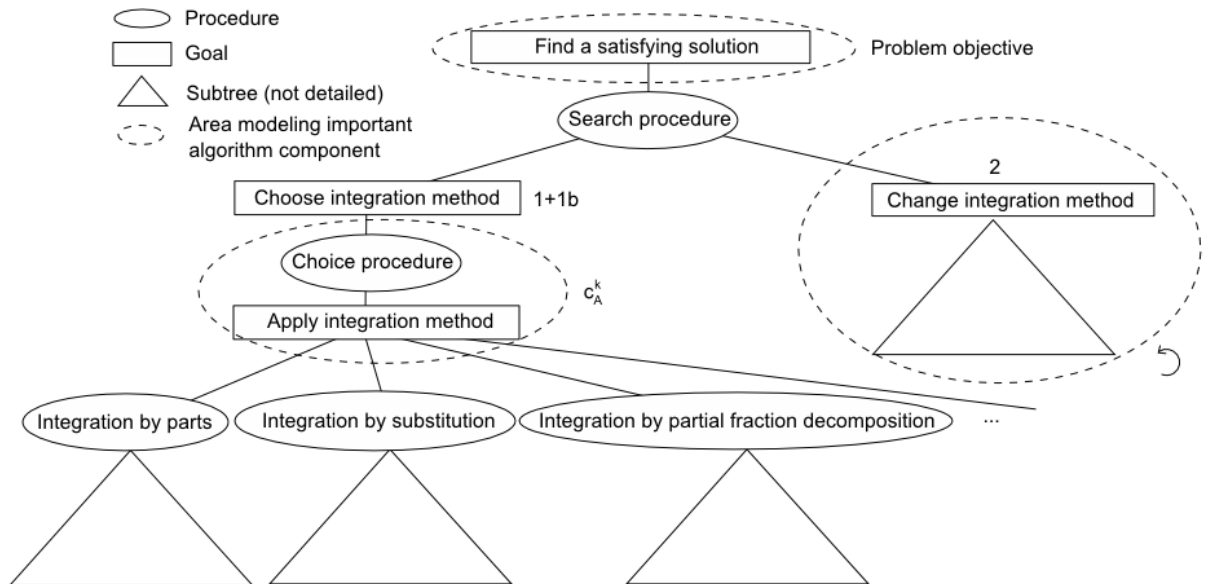 Procedure
Goal
Subtree (not detailed)
Area modeling important
algorithm component
Find a satisfying solution
Problem objective
Search procedure
Choose integration method
1+1b
2
Change integration method
Choice procedure
Apply integration method
c_A^k
Integration by parts
Integration by substitution
Integration by partial fraction decomposition
...